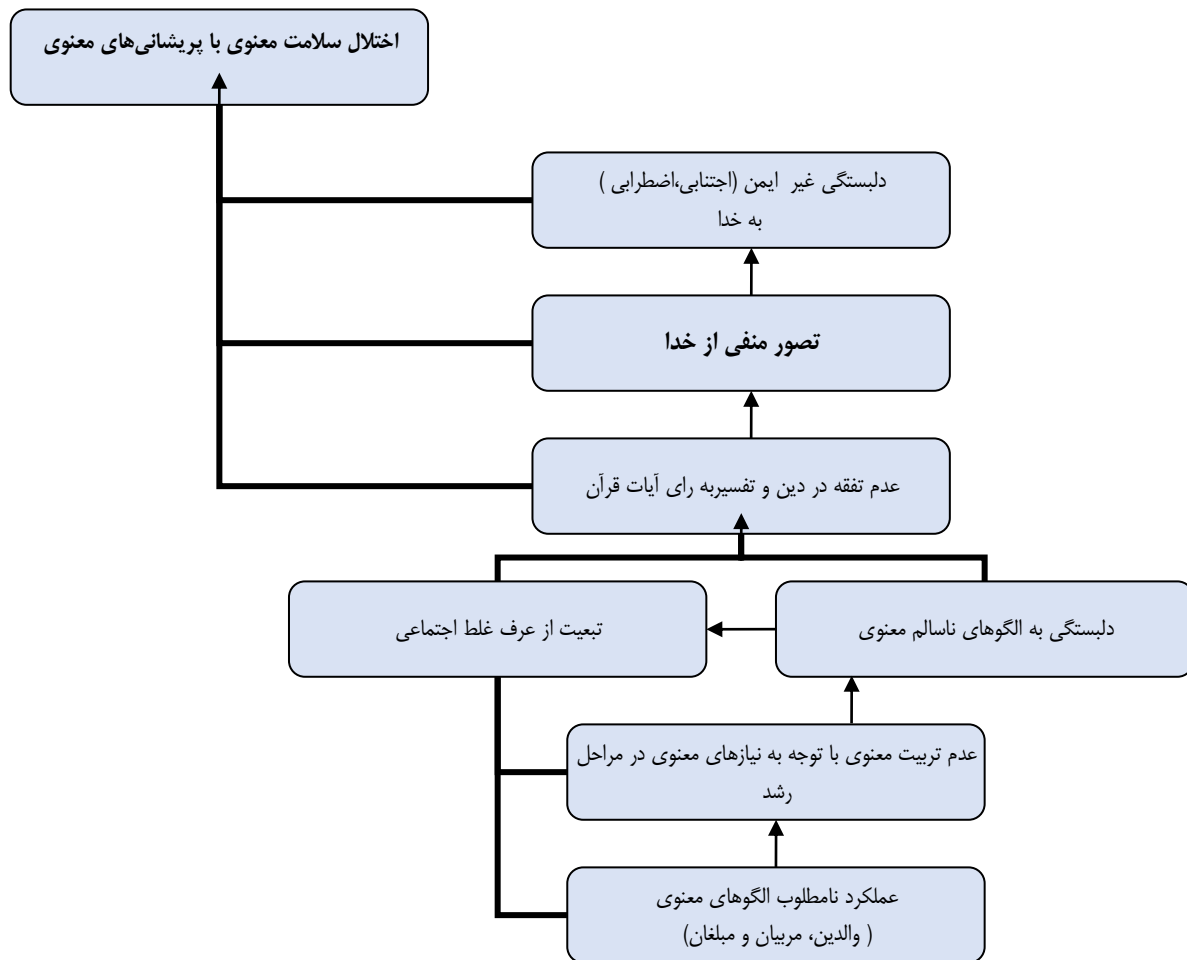 اختلال سلامت معنوی با پریشانی‌های معنوی
دلبستگی غیر ایمن (اجتنابی،اضطرابی )
به خدا
تصور منفی از خدا
عدم تفقه در دین و تفسیربه رای آیات قرآن
دلبستگی به الگوهای ناسالم معنوی
تبعیت از عرف غلط اجتماعی
عدم تربیت معنوی با توجه به نیازهای معنوی در مراحل
رشد
عملکرد نامطلوب الگوهای معنوی
( والدین، مربیان و مبلغان)